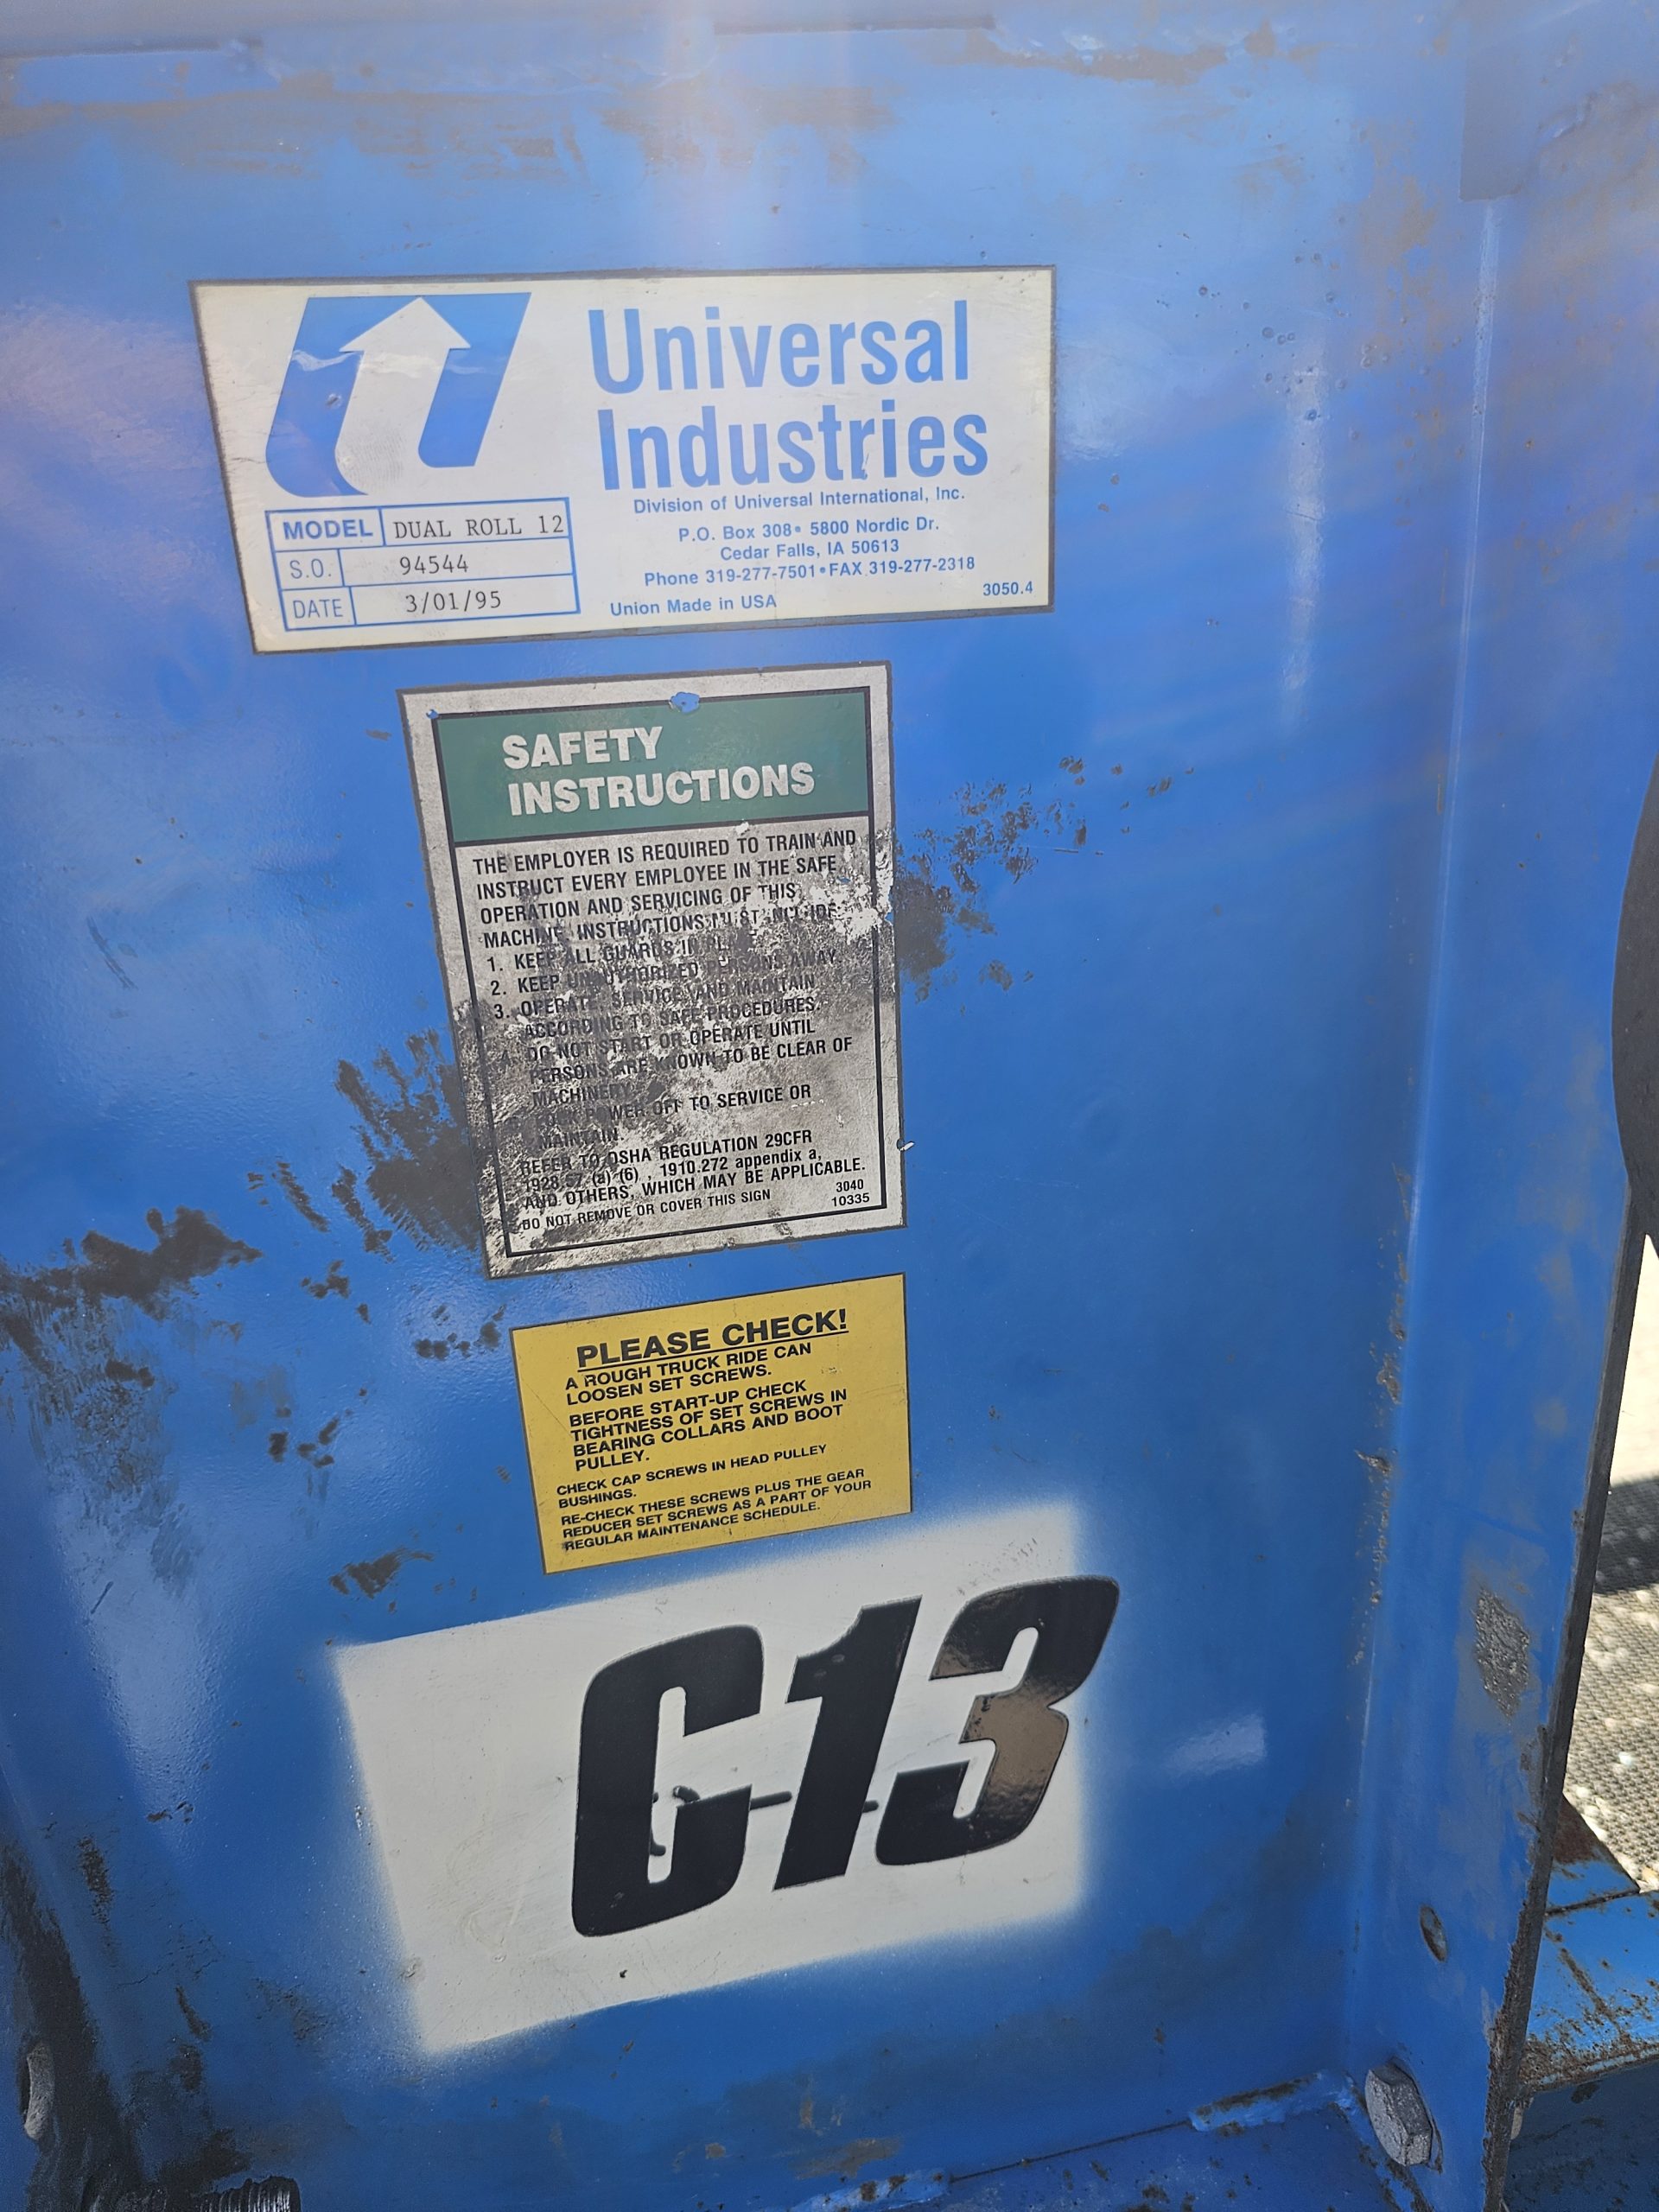 Universal
Industries
Division of Universal International, Inc.
P.O. Box 308• 5800 Nordic Dr.
Cedar Falls, IA 50613
Phone 319-277-7501•FAX 319-277-2318
Union Made in USA
3050.4
MODEL DUAL ROLL 12
S.O. 94544
DATE 3/01/95
SAFETY
INSTRUCTIONS
THE EMPLOYER IS REQUIRED TO TRAIN AND
INSTRUCT EVERY EMPLOYEE IN THE SAFE
OPERATION AND SERVICING OF THIS
MACHINE. INSTRUCTIONS MUST INCLUDE:
1. KEEP ALL GUARDS IN
2. KEEP UNAUTHORIZED PERSONS AWAY.
3. OPERATE, SERVICE, AND MAINTAIN
ACCORDING TO SAFE PROCEDURES.
4. DO NOT START OR OPERATE UNTIL
PERSONS ARE KNOWN TO BE CLEAR OF
MACHINERY.
POWER OFF TO SERVICE OR
MAINTAIN.
REFER TO OSHA REGULATION 29CFR
1928.57 (a) (6) , 1910.272 appendix a,
AND OTHERS, WHICH MAY BE APPLICABLE.
DO NOT REMOVE OR COVER THIS SIGN
3040
10335
PLEASE CHECK!
A ROUGH TRUCK RIDE CAN
LOOSEN SET SCREWS.
BEFORE START-UP CHECK
TIGHTNESS OF SET SCREWS IN
BEARING COLLARS AND BOOT
PULLEY.
CHECK CAP SCREWS IN HEAD PULLEY
BUSHINGS.
RE-CHECK THESE SCREWS PLUS THE GEAR
REDUCER SET SCREWS AS A PART OF YOUR
REGULAR MAINTENANCE SCHEDULE.
C13